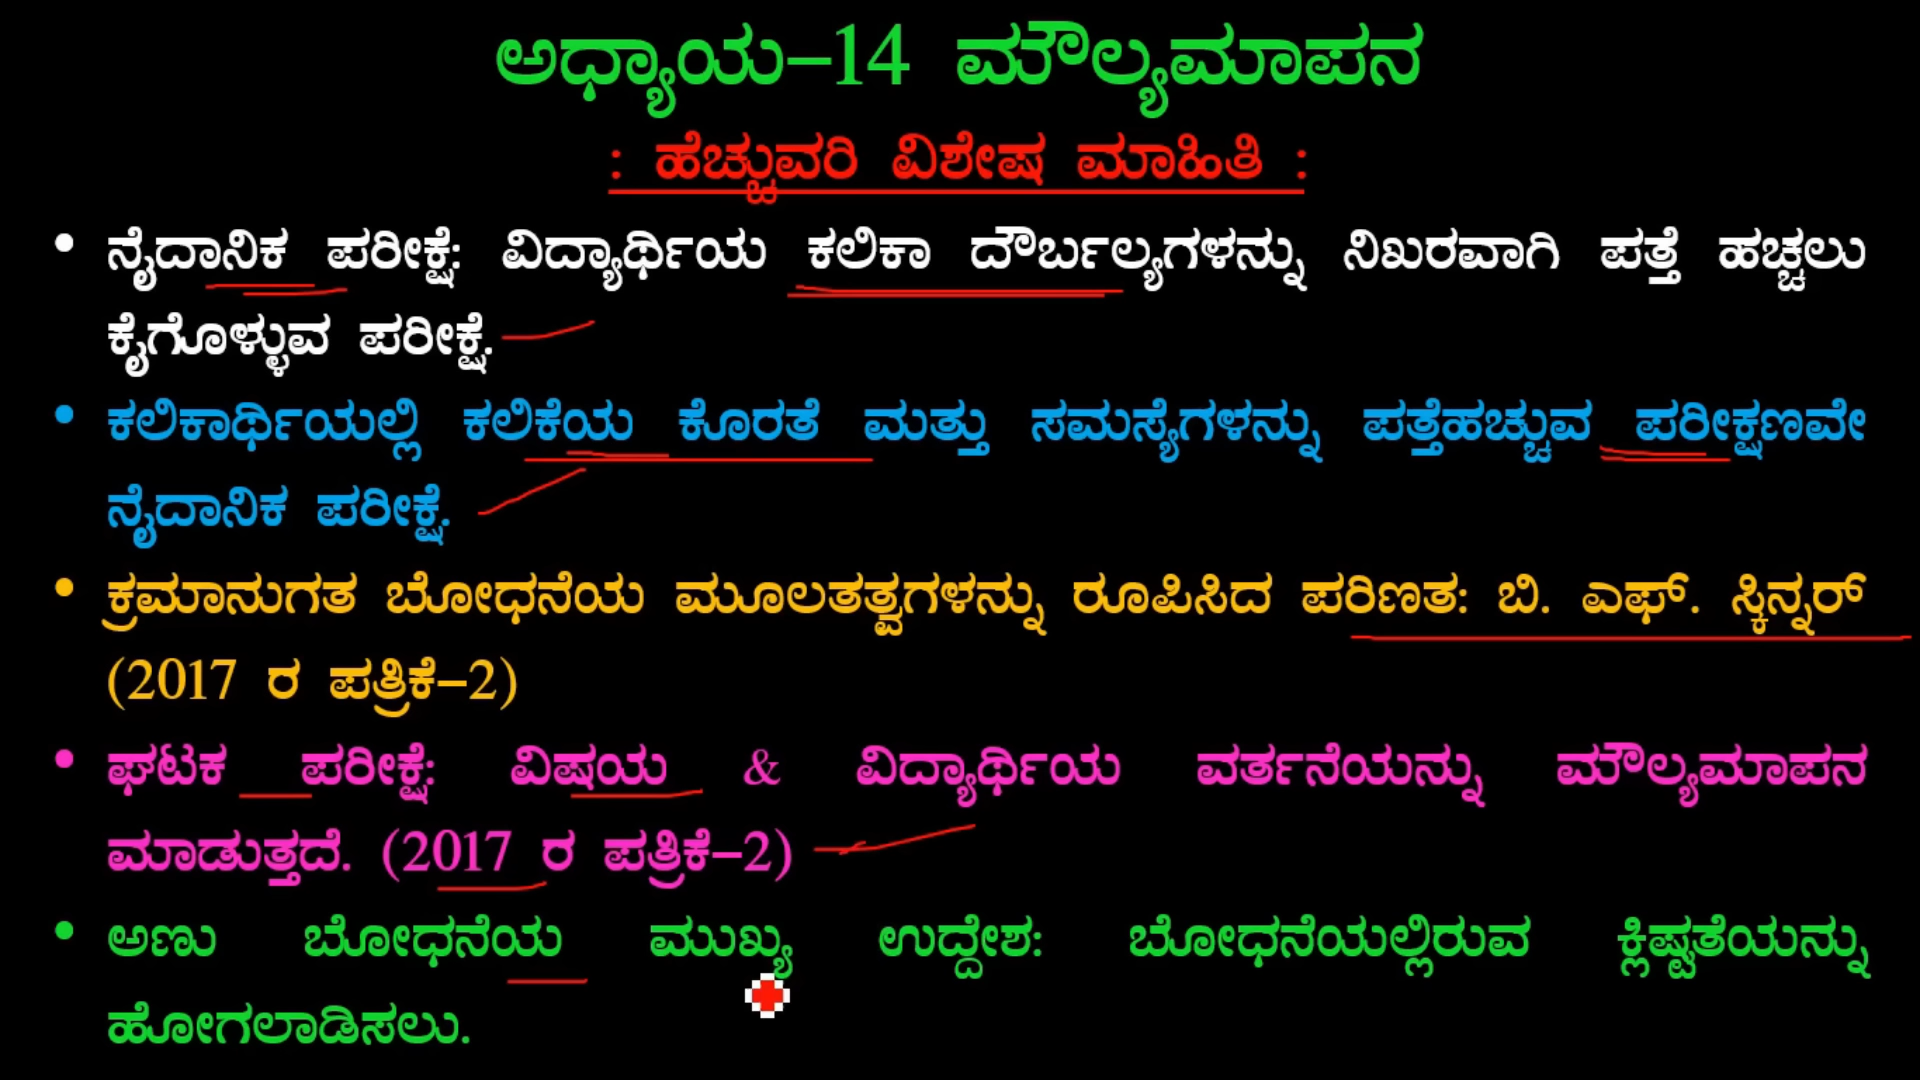 ಅಧ್ಯಾಯ–14 ಮೌಲ್ಯಮಾಪನ
: ಹೆಚ್ಚುವರಿ ವಿಶೇಷ ಮಾಹಿತಿ :
• ನೈದಾನಿಕ ಪರೀಕ್ಷೆ: ವಿದ್ಯಾರ್ಥಿಯ ಕಲಿಕಾ ದೌರ್ಬಲ್ಯಗಳನ್ನು ನಿಖರವಾಗಿ ಪತ್ತೆ ಹಚ್ಚಲು
ಕೈಗೊಳ್ಳುವ ಪರೀಕ್ಷೆ.
• ಕಲಿಕಾರ್ಥಿಯಲ್ಲಿ ಕಲಿಕೆಯ ಕೊರತೆ ಮತ್ತು ಸಮಸ್ಯೆಗಳನ್ನು ಪತ್ತೆಹಚ್ಚುವ ಪರೀಕ್ಷಣವೇ
ನೈದಾನಿಕ ಪರೀಕ್ಷೆ.
• ಕ್ರಮಾನುಗತ ಬೋಧನೆಯ ಮೂಲತತ್ವಗಳನ್ನು ರೂಪಿಸಿದ ಪರಿಣತ: ಬಿ. ಎಫ್. ಸ್ಕಿನ್ನರ್
(2017 ರ ಪತ್ರಿಕೆ–2)
• ಘಟಕ ಪರೀಕ್ಷೆ: ವಿಷಯ & ವಿದ್ಯಾರ್ಥಿಯ ವರ್ತನೆಯನ್ನು ಮೌಲ್ಯಮಾಪನ
ಮಾಡುತ್ತದೆ. (2017 ರ ಪತ್ರಿಕೆ–2)
• ಅಣು ಬೋಧನೆಯ ಮುಖ್ಯ ಉದ್ದೇಶ: ಬೋಧನೆಯಲ್ಲಿರುವ ಕ್ಲಿಷ್ಟತೆಯನ್ನು
ಹೋಗಲಾಡಿಸಲು.